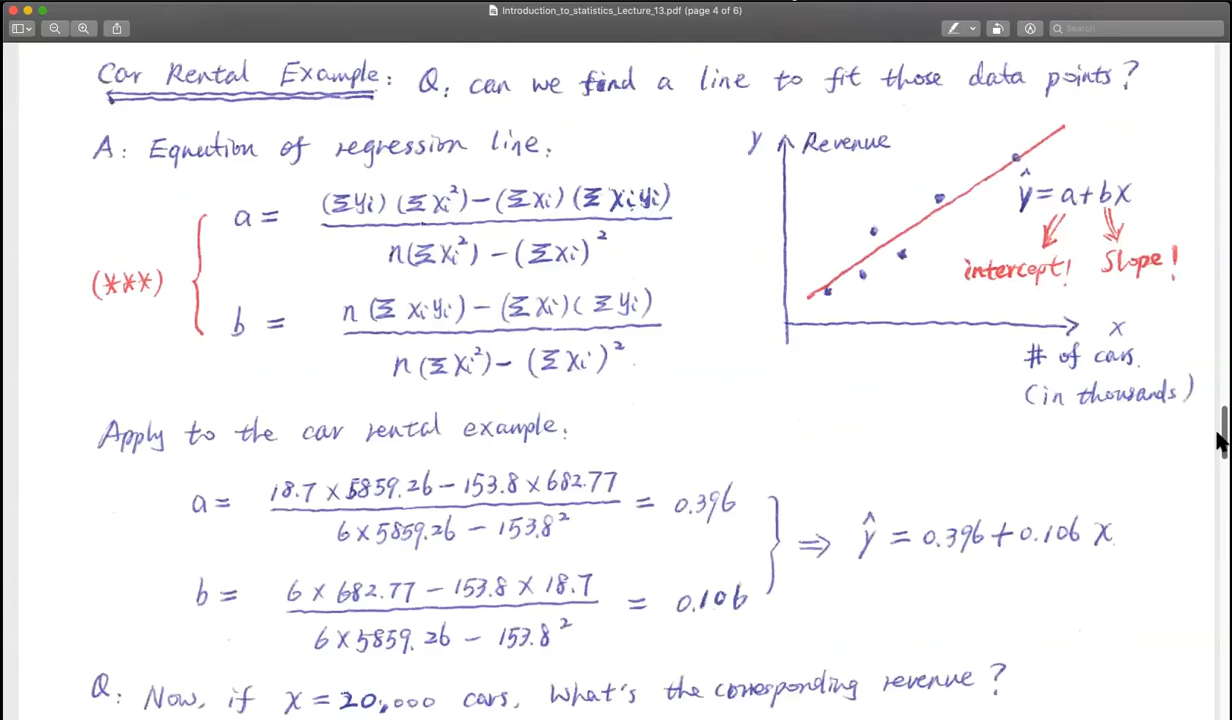 Introduction_to_statistics_Lecture_13.pdf (page 4 of 6)
Search
Car Rental Example: Q: can we find a line to fit those data points?
A: Equation of regression line.
(***)
a = (Σyi)(Σxi²) − (Σxi)(Σxiyi) / n(Σxi²) − (Σxi)²
b = n(Σxiyi) − (Σxi)(Σyi) / n(Σxi²) − (Σxi)²
y Revenue
ŷ = a+bx
intercept! Slope!
x
# of cars.
(in thousands)
Apply to the car rental example:
a = 18.7 × 5859.26 − 153.8 × 682.77 / 6 × 5859.26 − 153.8² = 0.396
b = 6 × 682.77 − 153.8 × 18.7 / 6 × 5859.26 − 153.8² = 0.106
⇒ ŷ = 0.396 + 0.106 x
Q: Now, if x = 20,000 cars, what's the corresponding revenue?